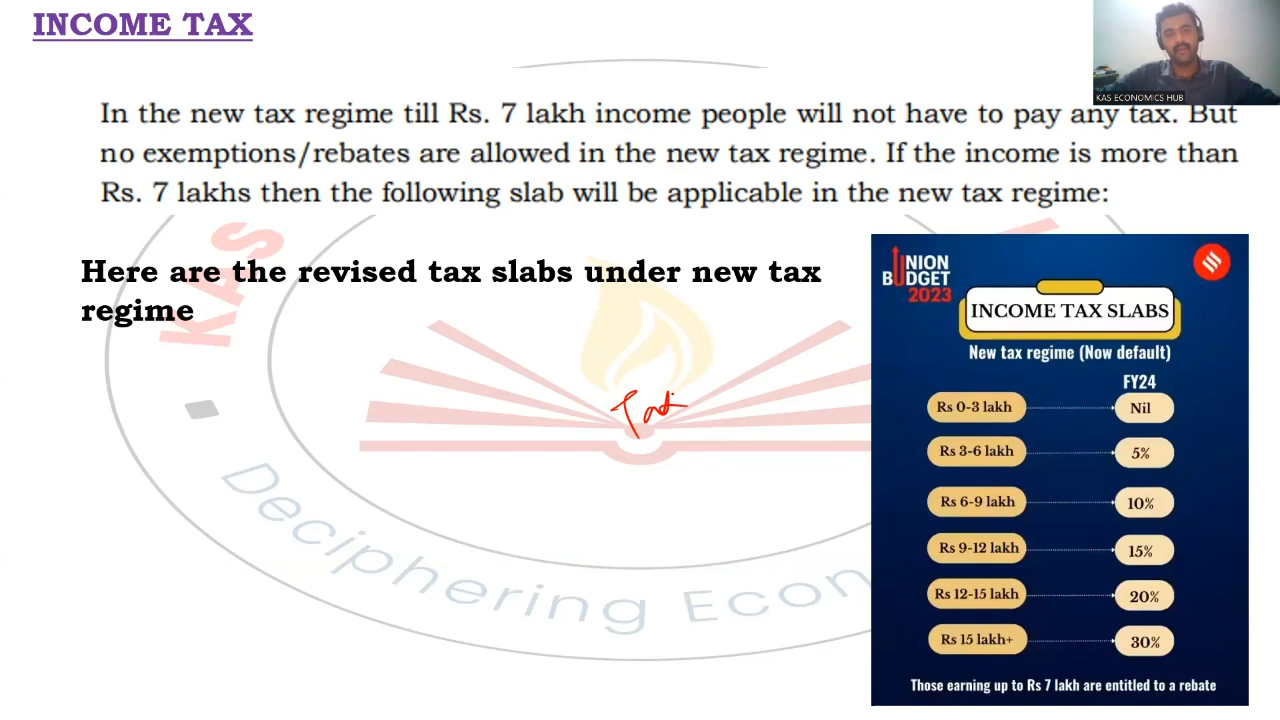 INCOME TAX
KAS ECONOMICS HUB
In the new tax regime till Rs. 7 lakh income people will not have to pay any tax. But
no exemptions/rebates are allowed in the new tax regime. If the income is more than
Rs. 7 lakhs then the following slab will be applicable in the new tax regime:
KAS
Here are the revised tax slabs under new tax
regime
UNION
BUDGET
2023
INCOME TAX SLABS
New tax regime (Now default)
FY24
Rs 0-3 lakh Nil
Rs 3-6 lakh 5%
Rs 6-9 lakh 10%
Rs 9-12 lakh 15%
Rs 12-15 lakh 20%
Rs 15 lakh+ 30%
Those earning up to Rs 7 lakh are entitled to a rebate
Deciphering Econ